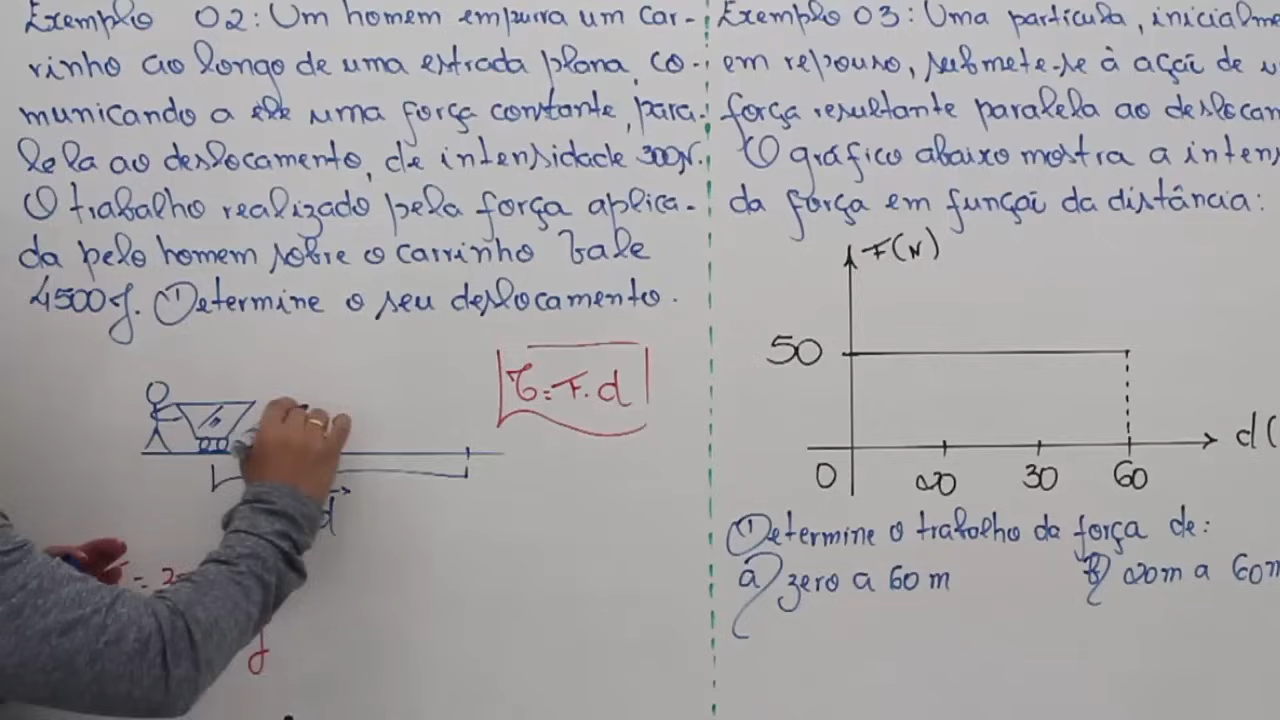 Exemplo 02: Um homem empurra um car-
rinho ao longo de uma estrada plana, co-
municando a ele uma força constante, para-
lela ao deslocamento, de intensidade 300N.
O trabalho realizado pela força aplica-
da pelo homem sobre o carrinho vale
4500J. Determine o seu deslocamento.
τ = F.d
d
Exemplo 03: Uma partícula, inicialme
em repouso, submete-se à ação de u
força resultante paralela ao deslocam
O gráfico abaixo mostra a intens
da força em função da distância:
F(N)
50
d(
0 20 30 60
Determine o trabalho da força de:
a) zero a 60 m b) 20m a 60m